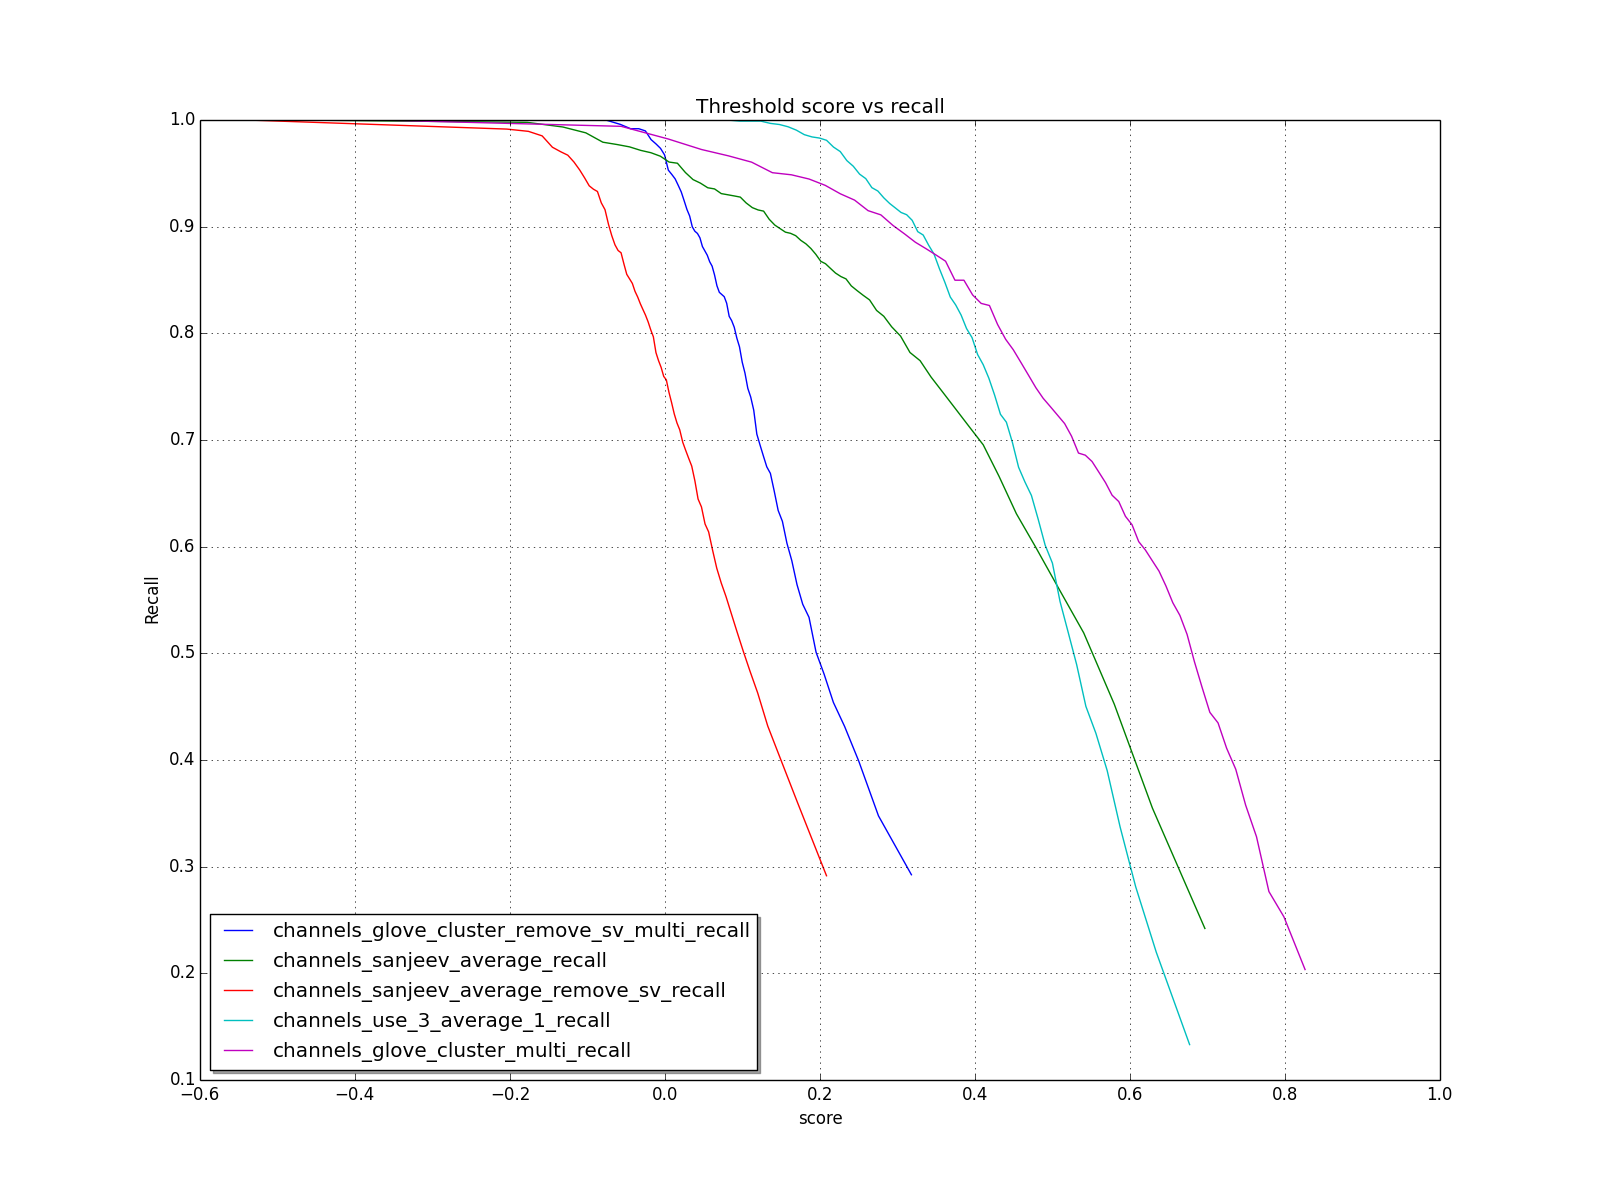 Threshold score vs recall
1.0
0.9
0.8
0.7
0.6
0.5
0.4
0.3
0.2
0.1
Recall
channels_glove_cluster_remove_sv_multi_recall
channels_sanjeev_average_recall
channels_sanjeev_average_remove_sv_recall
channels_use_3_average_1_recall
channels_glove_cluster_multi_recall
−0.6 −0.4 −0.2 0.0 0.2 0.4 0.6 0.8 1.0
score